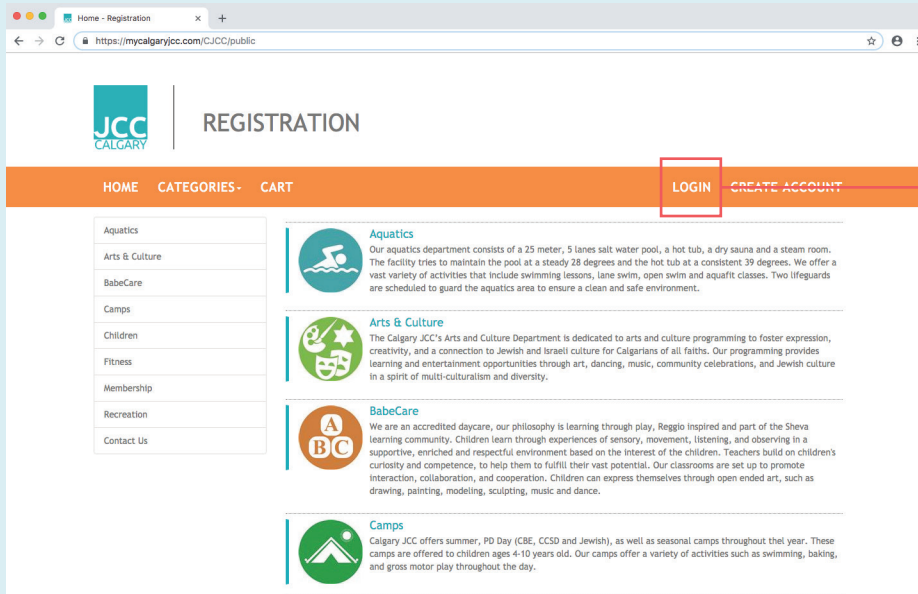 Home - Registration
https://mycalgaryjcc.com/CJCC/public
JCC
CALGARY
REGISTRATION
HOME CATEGORIES CART LOGIN CREATE ACCOUNT
Aquatics
Arts & Culture
BabeCare
Camps
Children
Fitness
Membership
Recreation
Contact Us
Aquatics
Our aquatics department consists of a 25 meter, 5 lanes salt water pool, a hot tub, a dry sauna and a steam room.
The facility tries to maintain the pool at a steady 28 degrees and the hot tub at a consistent 39 degrees. We offer a
vast variety of activities that include swimming lessons, lane swim, open swim and aquafit classes. Two lifeguards
are scheduled to guard the aquatics area to ensure a clean and safe environment.
Arts & Culture
The Calgary JCC's Arts and Culture Department is dedicated to arts and culture programming to foster expression,
creativity, and a connection to Jewish and Israeli culture for Calgarians of all faiths. Our programming provides
learning and entertainment opportunities through art, dancing, music, community celebrations, and Jewish culture
in a spirit of multi-culturalism and diversity.
A
B C
BabeCare
We are an accredited daycare, our philosophy is learning through play, Reggio inspired and part of the Sheva
learning community. Children learn through experiences of sensory, movement, listening, and observing in a
supportive, enriched and respectful environment based on the interest of the children. Teachers build on children's
curiosity and competence, to help them to fulfill their vast potential. Our classrooms are set up to promote
interaction, collaboration, and cooperation. Children can express themselves through open ended art, such as
drawing, painting, modeling, sculpting, music and dance.
Camps
Calgary JCC offers summer, PD Day (CBE, CCSD and Jewish), as well as seasonal camps throughout thel year. These
camps are offered to children ages 4-10 years old. Our camps offer a variety of activities such as swimming, baking,
and gross motor play throughout the day.